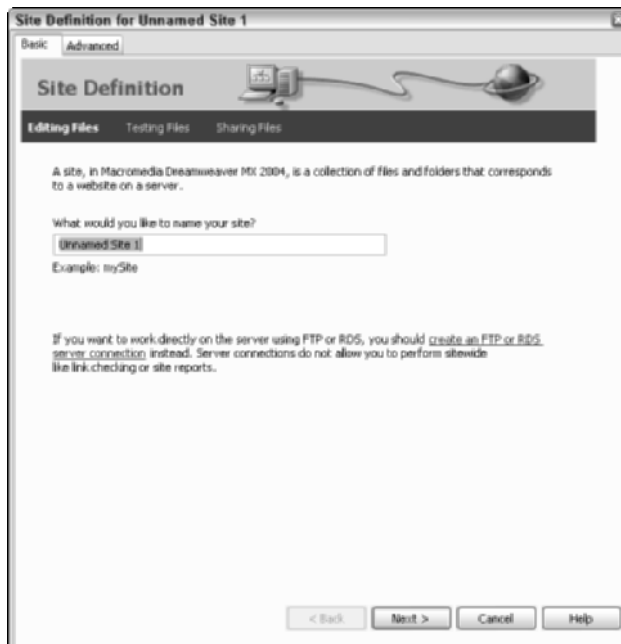 Site Definition for Unnamed Site 1
Basic
Advanced
Site Definition
Editing Files
Testing Files
Sharing Files
A site, in Macromedia Dreamweaver MX 2004, is a collection of files and folders that corresponds
to a website on a server.
What would you like to name your site?
Unnamed Site 1
Example: mySite
If you want to work directly on the server using FTP or RDS, you should create an FTP or RDS
server connection instead. Server connections do not allow you to perform sitewide
like link checking or site reports.
< Back
Next >
Cancel
Help